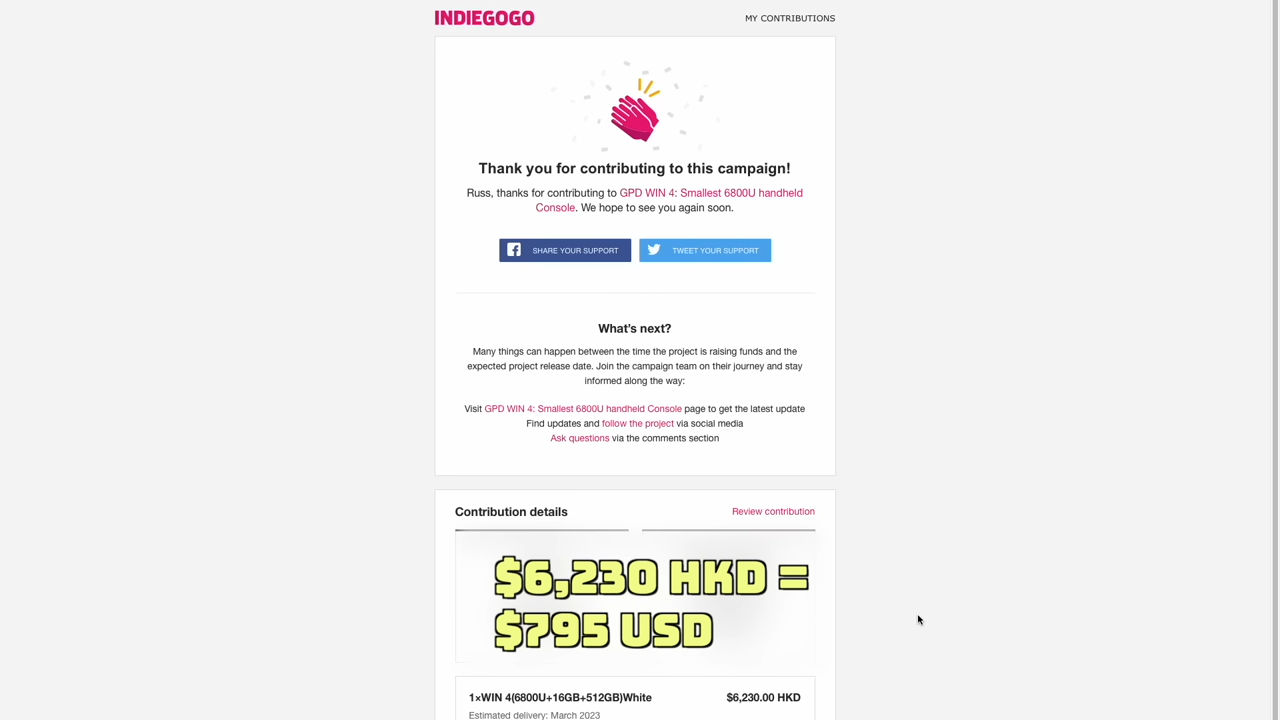 INDIEGOGO
MY CONTRIBUTIONS
Thank you for contributing to this campaign!
Russ, thanks for contributing to GPD WIN 4: Smallest 6800U handheld
Console. We hope to see you again soon.
SHARE YOUR SUPPORT
TWEET YOUR SUPPORT
What's next?
Many things can happen between the time the project is raising funds and the
expected project release date. Join the campaign team on their journey and stay
informed along the way:
Visit GPD WIN 4: Smallest 6800U handheld Console page to get the latest update
Find updates and follow the project via social media
Ask questions via the comments section
Contribution details
Review contribution
$6,230 HKD =
$795 USD
1×WIN 4(6800U+16GB+512GB)White
$6,230.00 HKD
Estimated delivery: March 2023